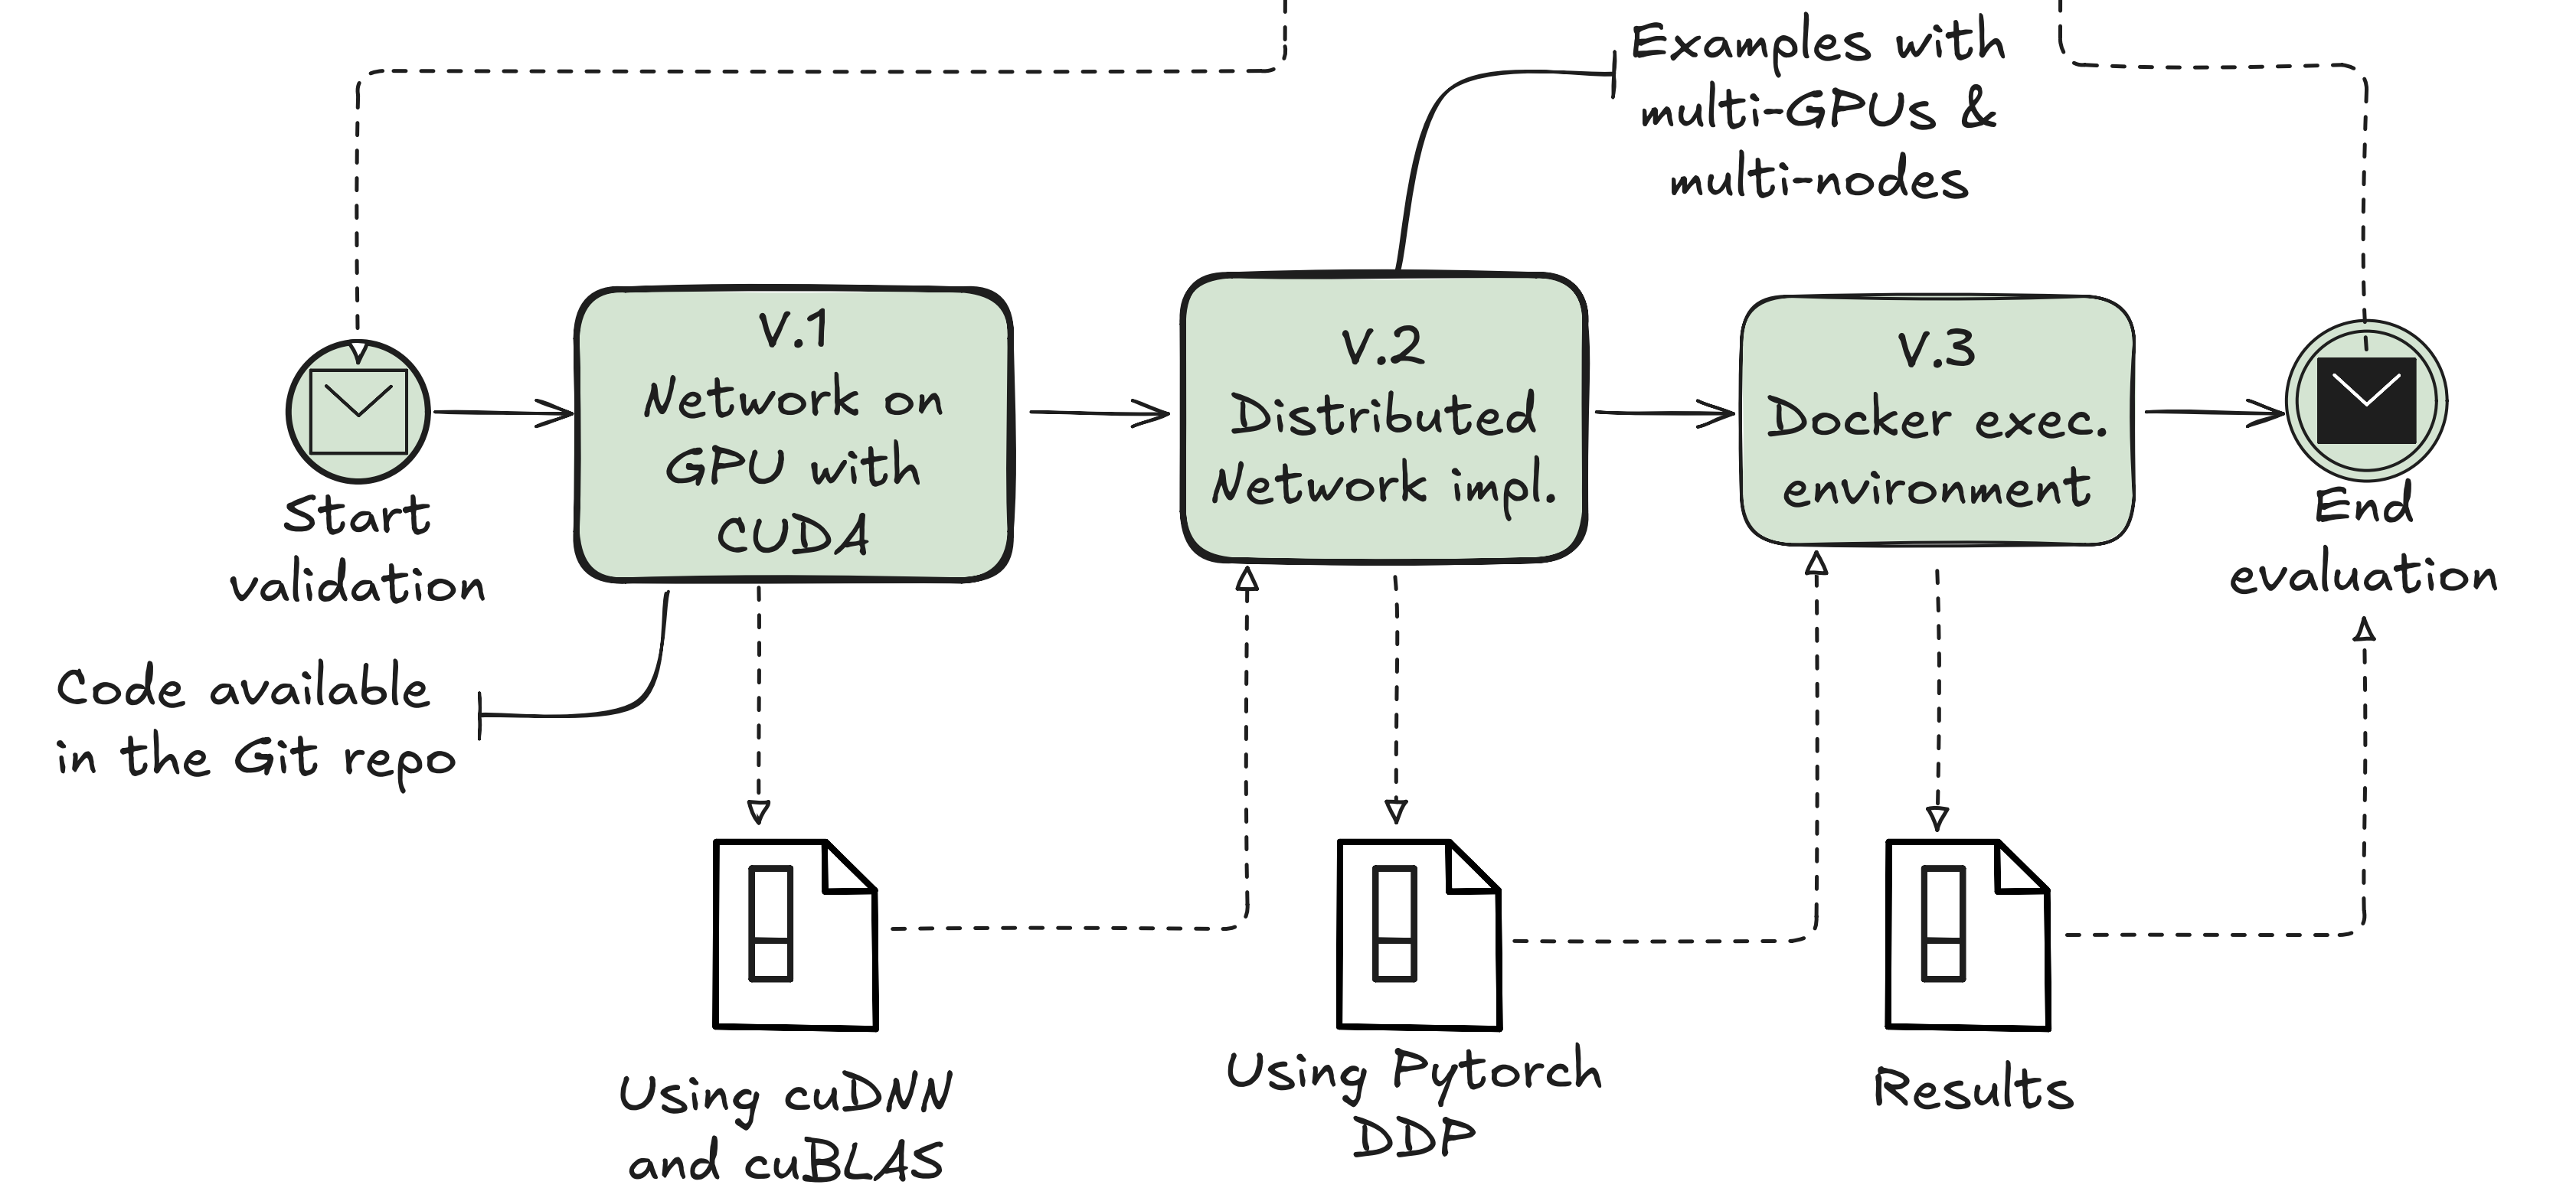 Examples with
multi-GPUs &
multi-nodes
V.1
Network on
GPU with
CUDA
V.2
Distributed
Network impl.
V.3
Docker exec.
environment
Start
validation
End
evaluation
Code available
in the Git repo
Using cuDNN
and cuBLAS
Using Pytorch
DDP
Results